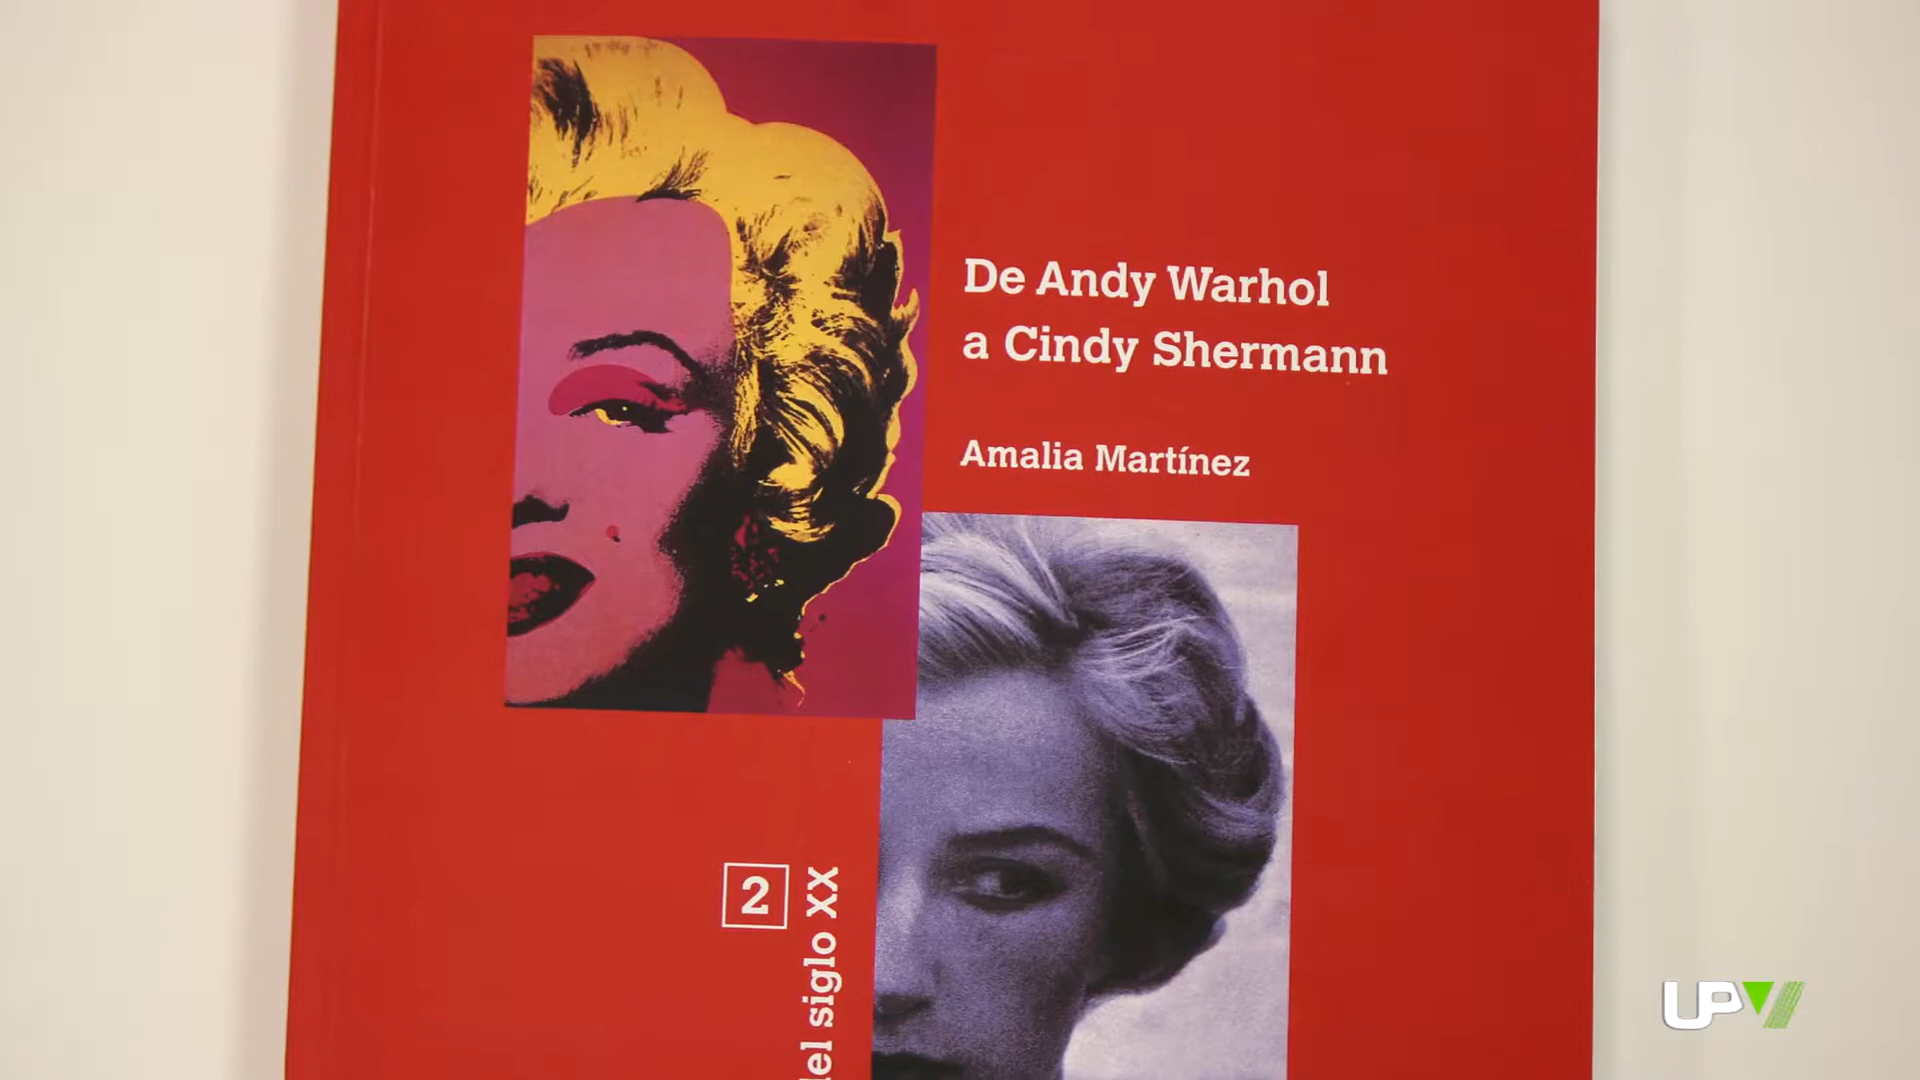 De Andy Warhol
a Cindy Shermann
Amalia Martínez
2
del siglo XX
UPV